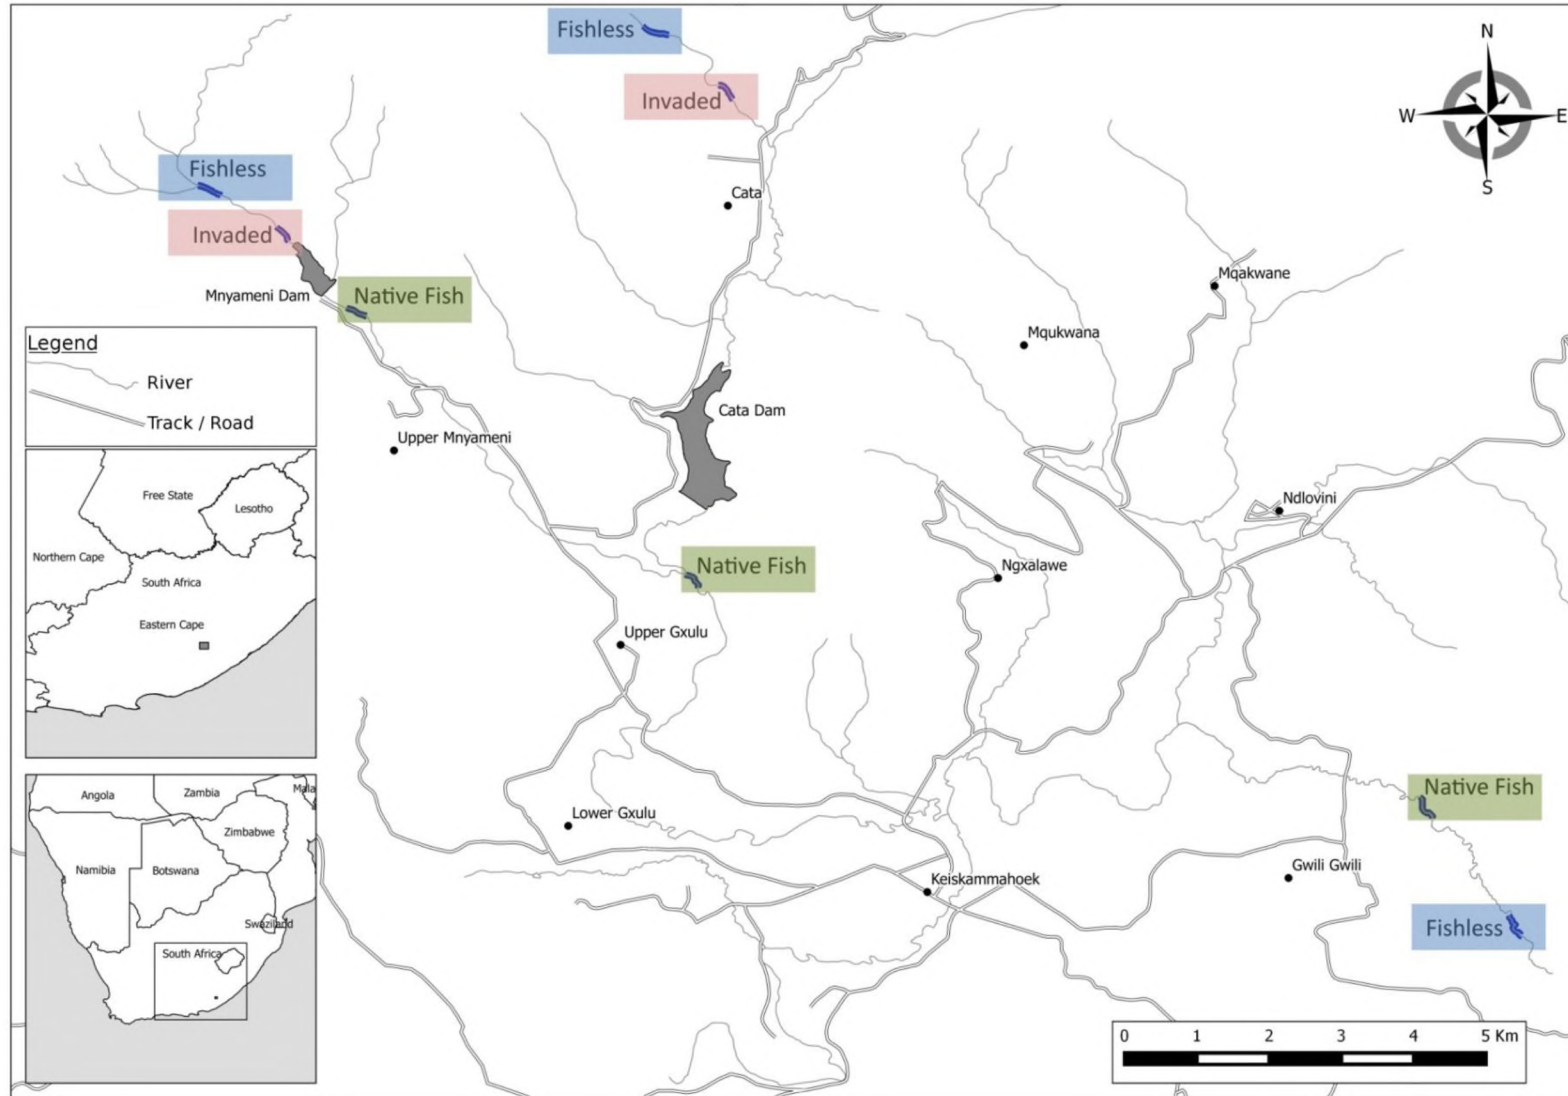 Fishless
Invaded
N
W
E
S
Fishless
Invaded
Cata
Mnyameni Dam
Native Fish
Mqakwane
Mqukwana
Legend
River
Track / Road
Cata Dam
Upper Mnyameni
Free State
Lesotho
Northern Cape
South Africa
Eastern Cape
Ndlovini
Native Fish
Ngxalawe
Upper Gxulu
Angola
Zambia
Mala
Zimbabwe
Namibia
Botswana
Swaziland
South Africa
Lower Gxulu
Native Fish
Gwili Gwili
Keiskammahoek
Fishless
0 1 2 3 4 5 Km